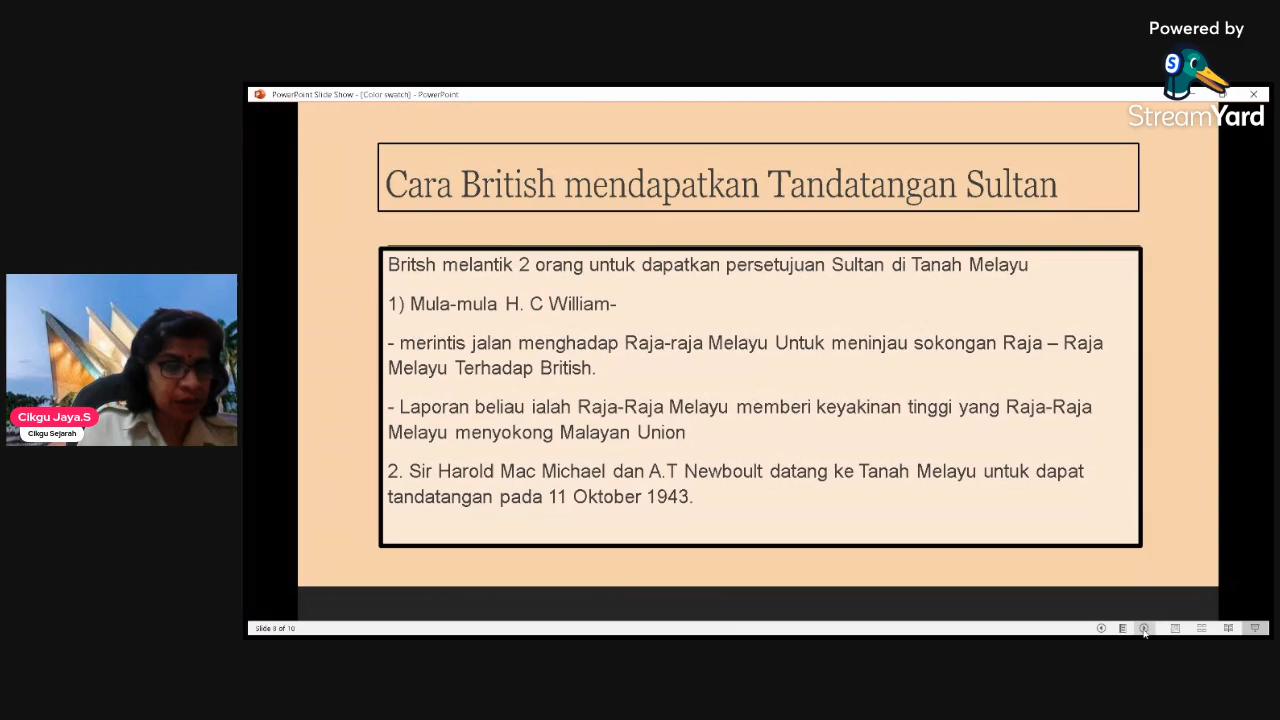 Powered by
StreamYard
PowerPoint Slide Show - [Color swatch] - PowerPoint
Cara British mendapatkan Tandatangan Sultan
Britsh melantik 2 orang untuk dapatkan persetujuan Sultan di Tanah Melayu
1) Mula-mula H. C William-
- merintis jalan menghadap Raja-raja Melayu Untuk meninjau sokongan Raja – Raja
Melayu Terhadap British.
- Laporan beliau ialah Raja-Raja Melayu memberi keyakinan tinggi yang Raja-Raja
Melayu menyokong Malayan Union
2. Sir Harold Mac Michael dan A.T Newboult datang ke Tanah Melayu untuk dapat
tandatangan pada 11 Oktober 1943.
Cikgu Jaya.S
Cikgu Sejarah
Slide 8 of 10